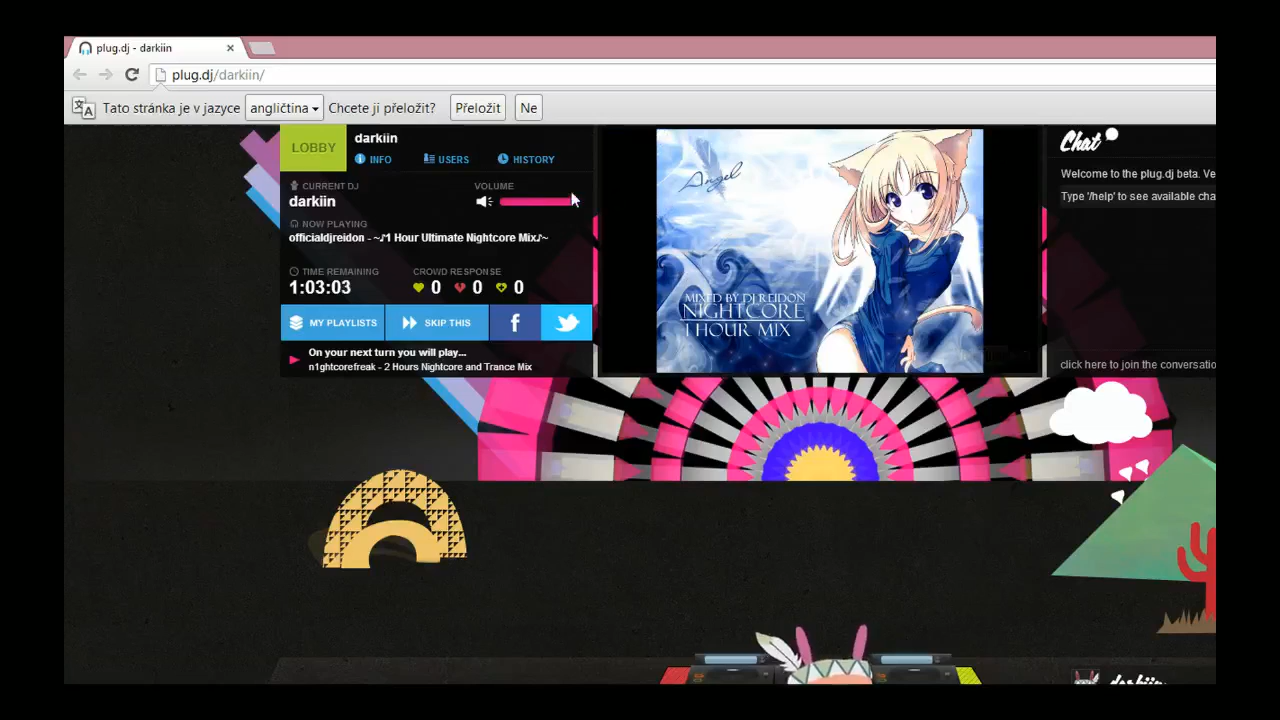 plug.dj - darkiin
plug.dj/darkiin/
Tato stránka je v jazyce angličtina Chcete ji přeložit? Přeložit Ne
LOBBY
darkiin
INFO USERS HISTORY
CURRENT DJ
darkiin
VOLUME
NOW PLAYING
officialdjreidon - ~♪1 Hour Ultimate Nightcore Mix♪~
TIME REMAINING
1:03:03
CROWD RESPONSE
0 0 0
MY PLAYLISTS SKIP THIS f
On your next turn you will play...
n1ghtcorefreak - 2 Hours Nightcore and Trance Mix
Angel
MIXED BY DJ REIDON
NIGHTCORE
1 HOUR MIX
Chat
Welcome to the plug.dj beta. Ve
Type '/help' to see available cha
click here to join the conversatio
darkiin